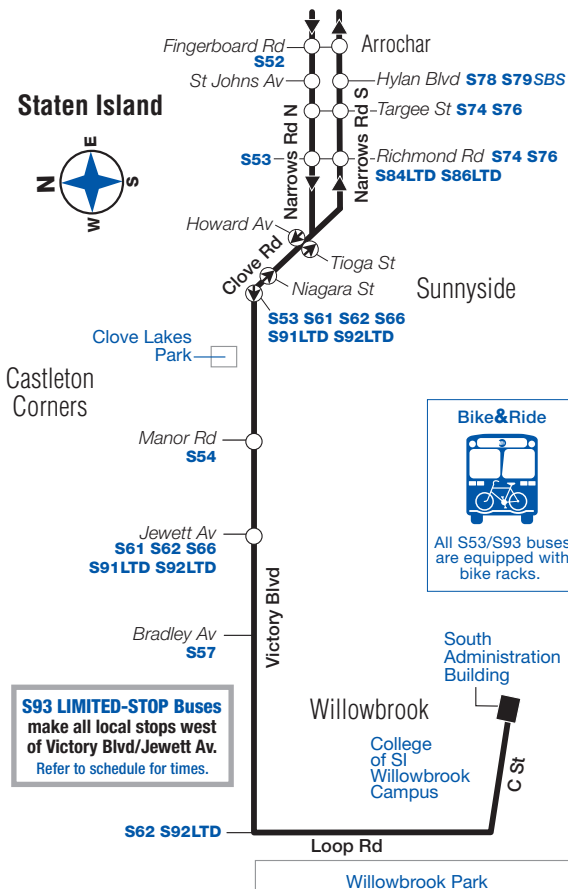 Fingerboard Rd
S52
Arrochar
St Johns Av
Hylan Blvd S78 S79SBS
Staten Island
Targee St S74 S76
Narrows Rd N
Narrows Rd S
N
E
S
W
S53
Richmond Rd S74 S76
S84LTD S86LTD
Howard Av
Clove Rd
Tioga St
Niagara St
Sunnyside
S53 S61 S62 S66
S91LTD S92LTD
Clove Lakes
Park
Castleton
Corners
Manor Rd
S54
Bike&Ride
All S53/S93 buses
are equipped with
bike racks.
Jewett Av
S61 S62 S66
S91LTD S92LTD
Victory Blvd
Bradley Av
S57
South
Administration
Building
S93 LIMITED-STOP Buses
make all local stops west
of Victory Blvd/Jewett Av.
Refer to schedule for times.
Willowbrook
College
of SI
Willowbrook
Campus
C St
S62 S92LTD
Loop Rd
Willowbrook Park